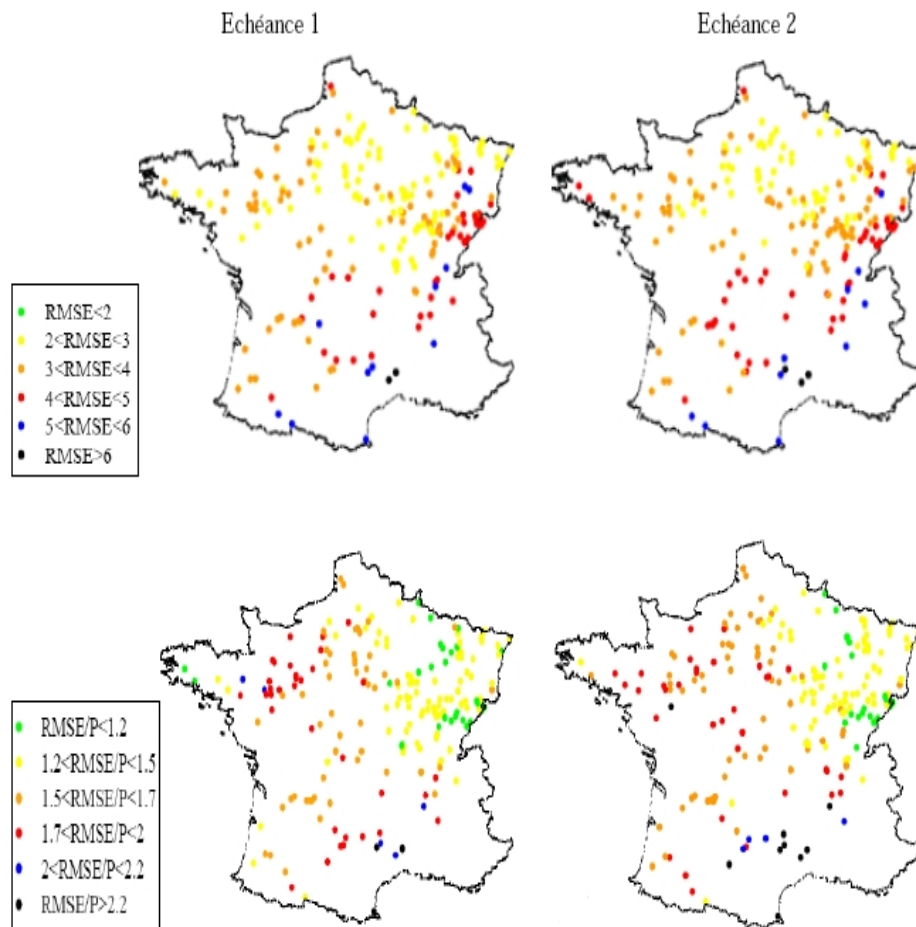 Echéance 1
Echéance 2
RMSE<2
2<RMSE<3
3<RMSE<4
4<RMSE<5
5<RMSE<6
RMSE>6
RMSE/P<1.2
1.2<RMSE/P<1.5
1.5<RMSE/P<1.7
1.7<RMSE/P<2
2<RMSE/P<2.2
RMSE/P>2.2